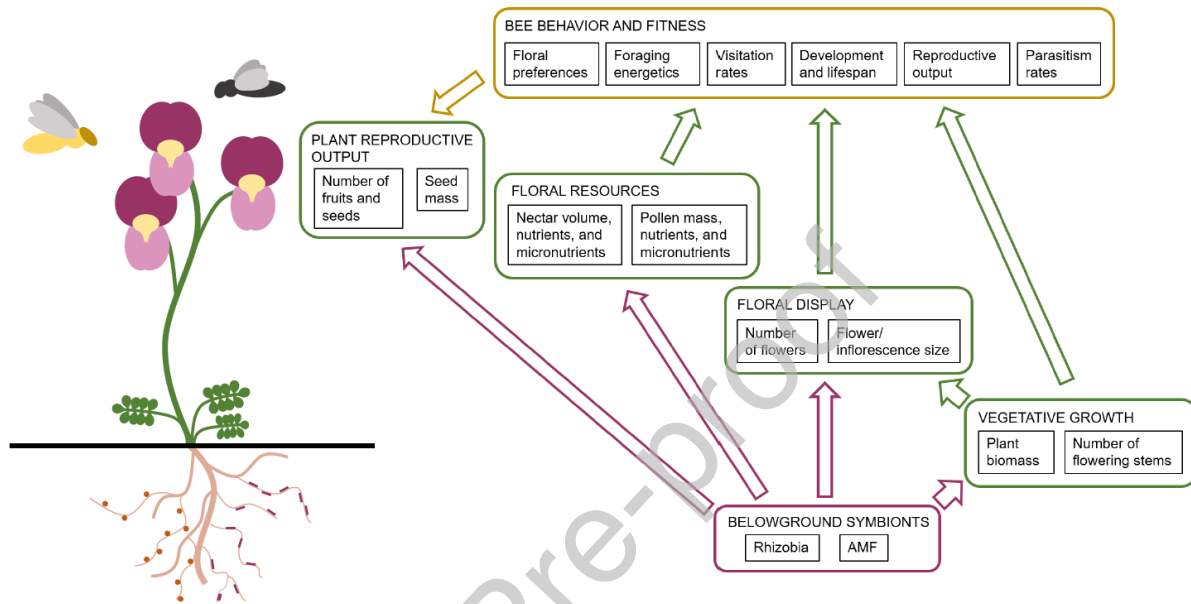 BEE BEHAVIOR AND FITNESS
Floral
preferences
Foraging
energetics
Visitation
rates
Development
and lifespan
Reproductive
output
Parasitism
rates
PLANT REPRODUCTIVE
OUTPUT
Number of
fruits and
seeds
Seed
mass
FLORAL RESOURCES
Nectar volume,
nutrients, and
micronutrients
Pollen mass,
nutrients, and
micronutrients
FLORAL DISPLAY
Number
of flowers
Flower/
inflorescence size
VEGETATIVE GROWTH
Plant
biomass
Number of
flowering stems
BELOWGROUND SYMBIONTS
Rhizobia
AMF
Pre-proof